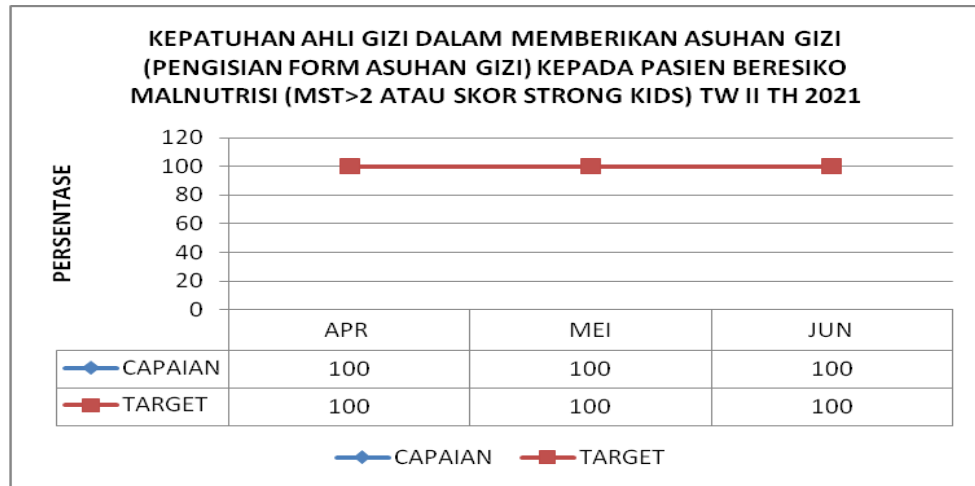 KEPATUHAN AHLI GIZI DALAM MEMBERIKAN ASUHAN GIZI
(PENGISIAN FORM ASUHAN GIZI) KEPADA PASIEN BERESIKO
MALNUTRISI (MST>2 ATAU SKOR STRONG KIDS) TW II TH 2021
PERSENTASE
120
100
80
60
40
20
0
APR MEI JUN
CAPAIAN 100 100 100
TARGET 100 100 100
CAPAIAN TARGET